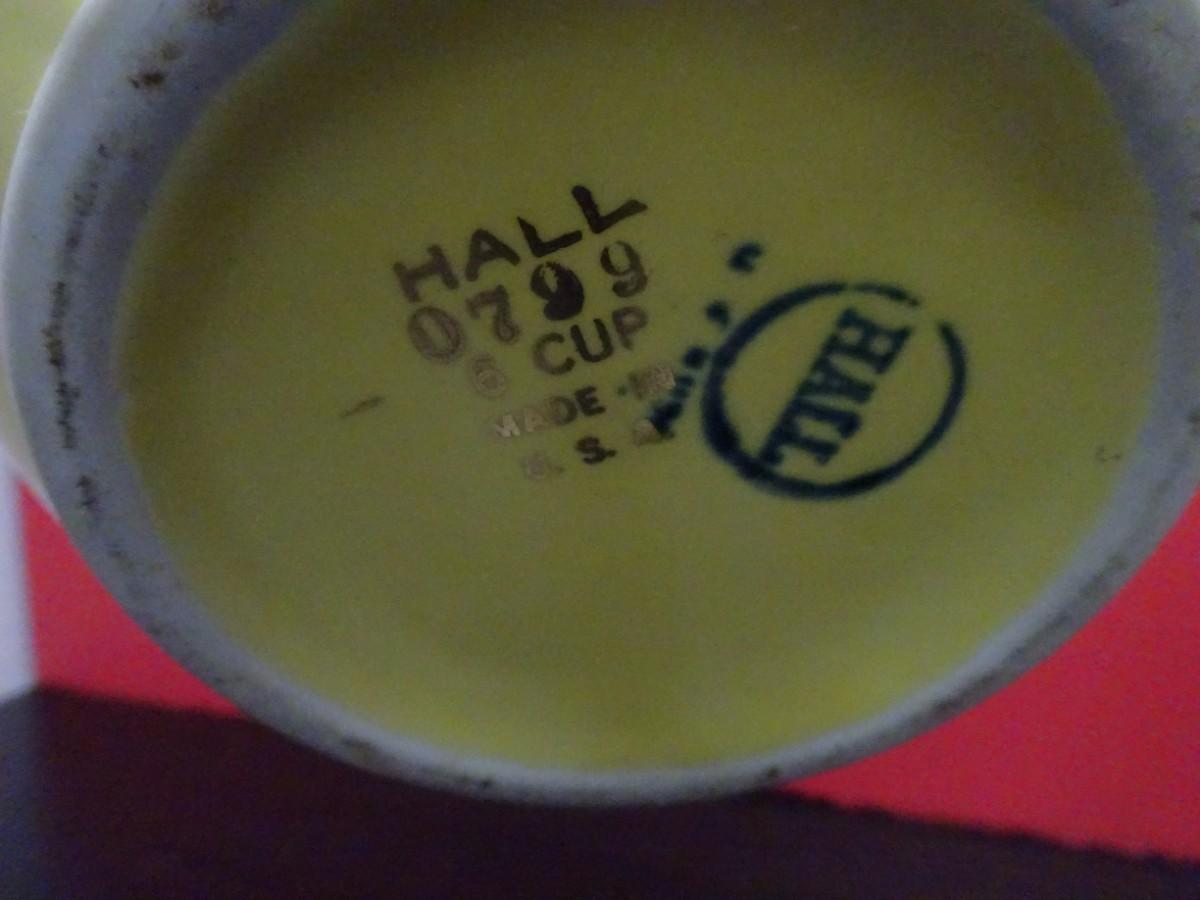 HALL
0799
6 CUP
MADE IN
U. S. A.
HALL